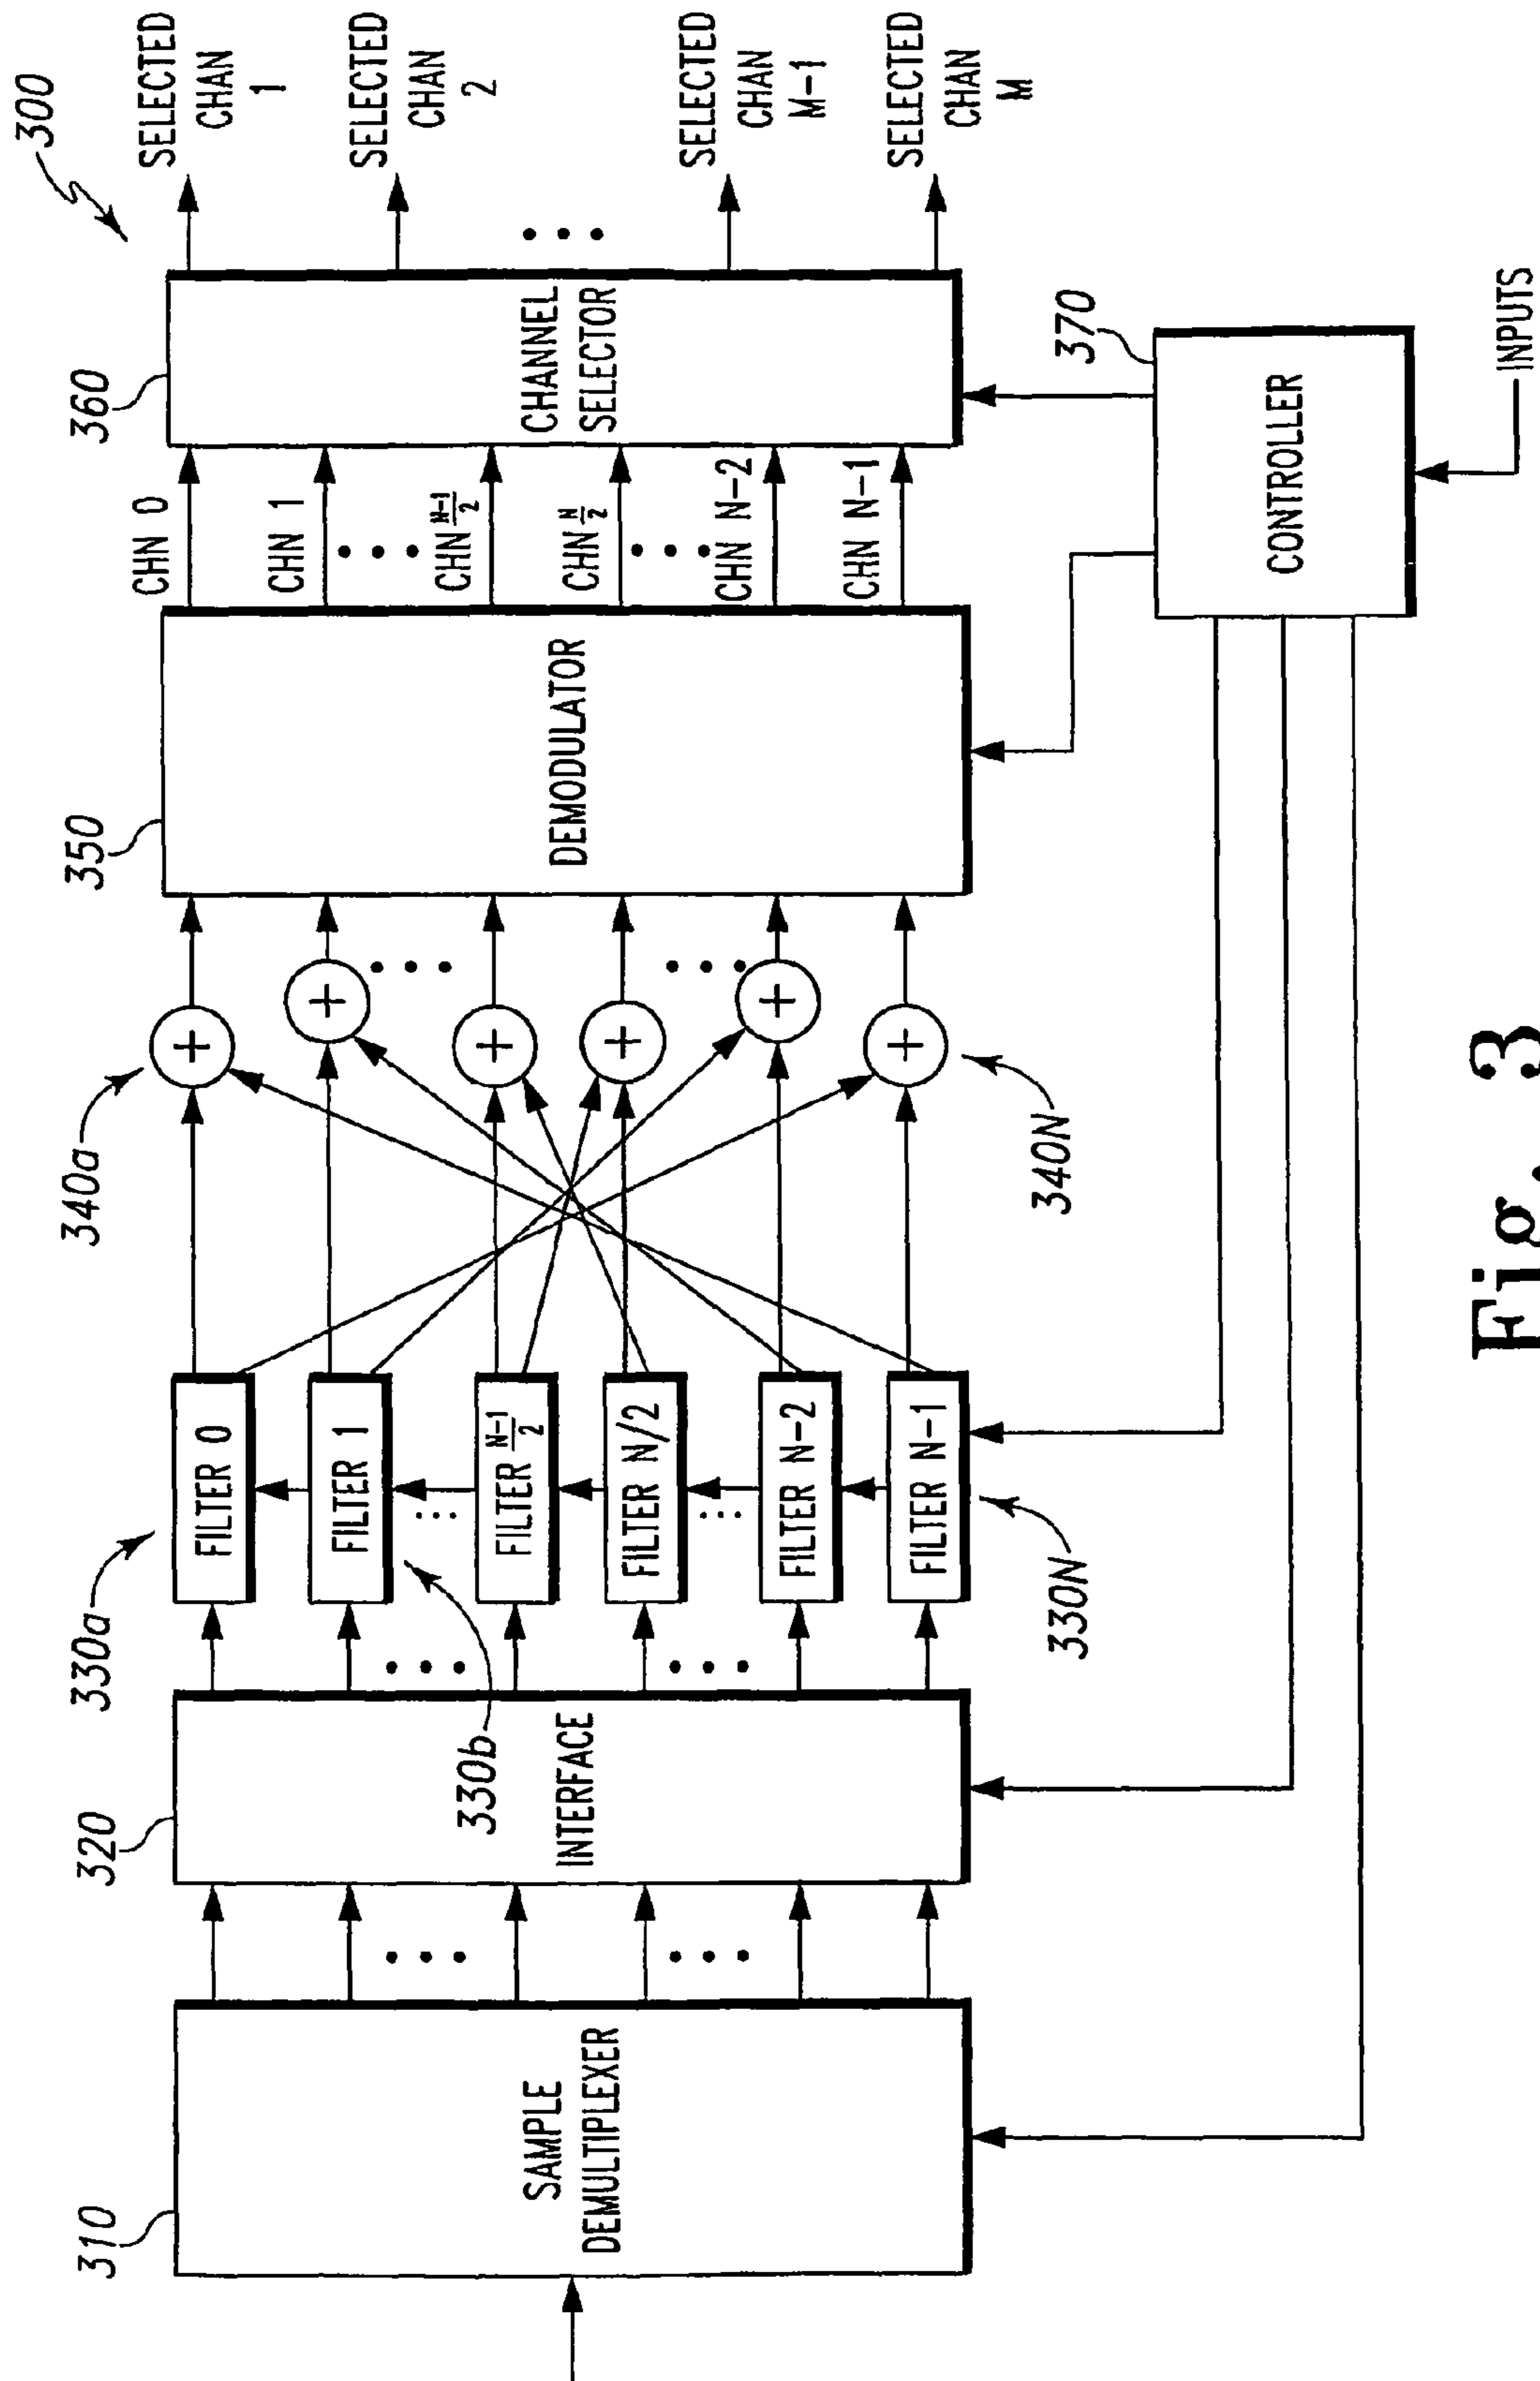 300
310
SAMPLE
DEMULTIPLEXER
320
INTERFACE
330a
330b
330N
FILTER 0
FILTER 1
FILTER N-1/2
FILTER N/2
FILTER N-2
FILTER N-1
340a
340N
350
DEMODULATOR
CHN 0
CHN 1
CHN N-1/2
CHN N/2
CHN N-2
CHN N-1
360
CHANNEL
SELECTOR
SELECTED
CHAN
1
SELECTED
CHAN
2
SELECTED
CHAN
M-1
SELECTED
CHAN
M
370
CONTROLLER
INPUTS
+
+
+
+
+
+
Fig. 3